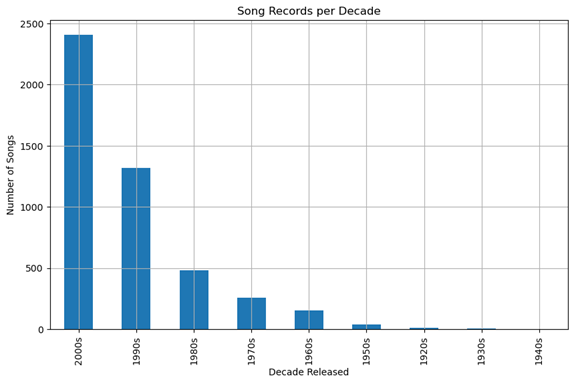 Song Records per Decade
Number of Songs
2500
2000
1500
1000
500
0
2000s
1990s
1980s
1970s
1960s
1950s
1920s
1930s
1940s
Decade Released